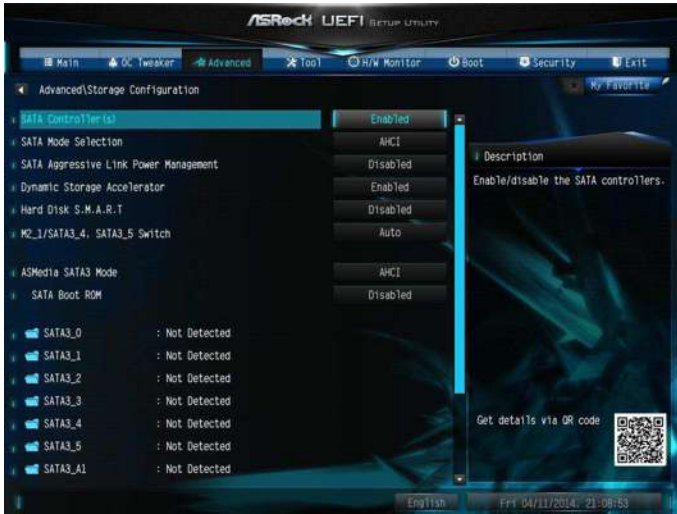 ASRock UEFI SETUP UTILITY
Main OC Tweaker Advanced Tool H/W Monitor Boot Security Exit
Advanced\Storage Configuration
My Favorite
SATA Controller(s) Enabled
SATA Mode Selection AHCI
SATA Aggressive Link Power Management Disabled
Dynamic Storage Accelerator Enabled
Hard Disk S.M.A.R.T Disabled
M2_1/SATA3_4, SATA3_5 Switch Auto
ASMedia SATA3 Mode AHCI
SATA Boot ROM Disabled
SATA3_0 : Not Detected
SATA3_1 : Not Detected
SATA3_2 : Not Detected
SATA3_3 : Not Detected
SATA3_4 : Not Detected
SATA3_5 : Not Detected
SATA3_A1 : Not Detected
Description
Enable/disable the SATA controllers.
Get details via QR code
English
Fri 04/11/2014, 21:08:53